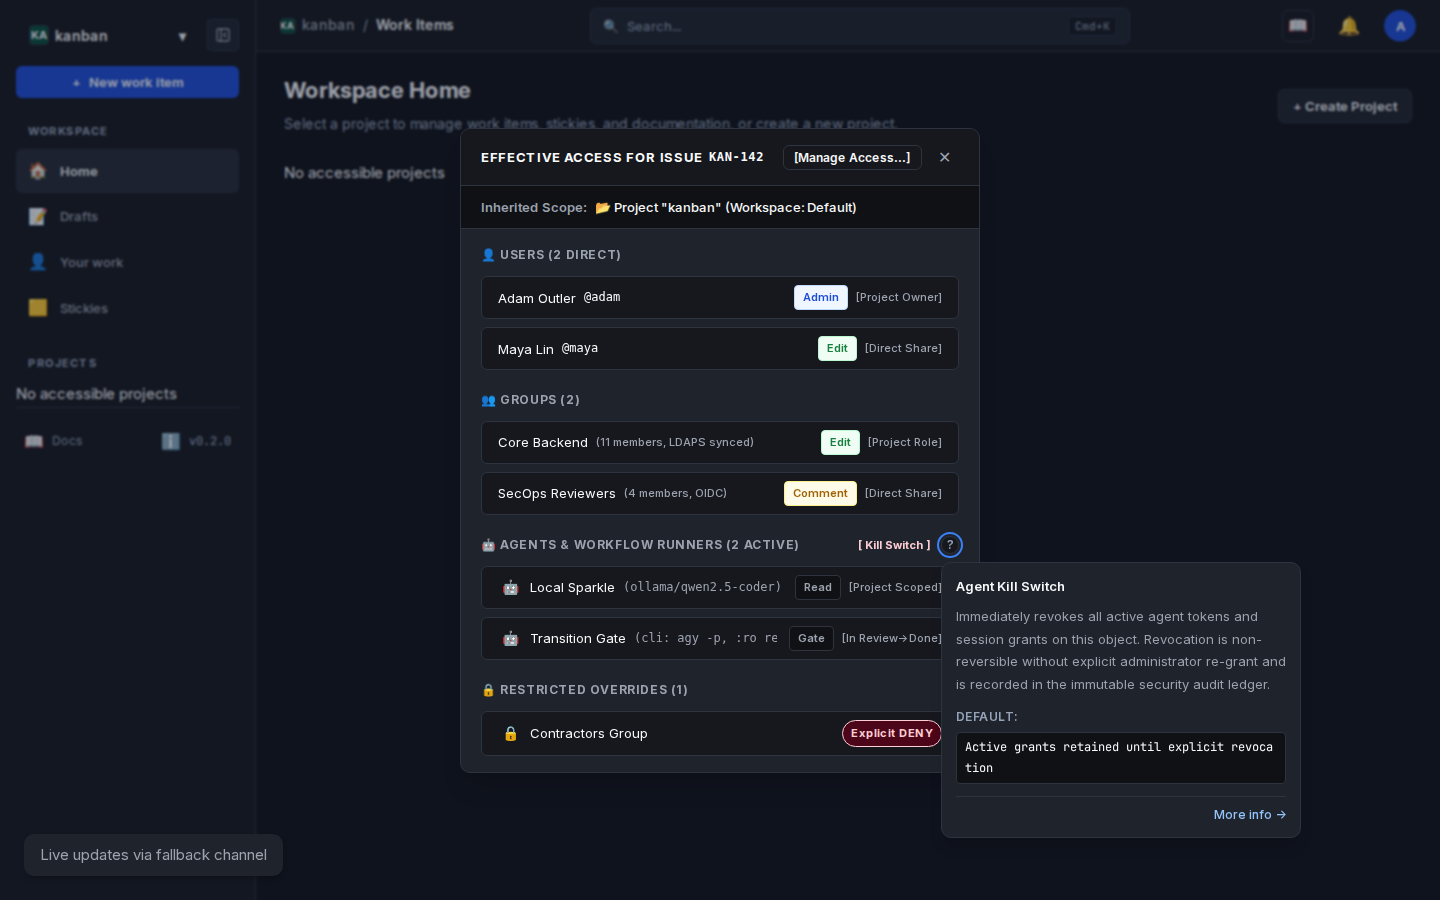 KA kanban ▾
+ New work item
WORKSPACE
Home
Drafts
Your work
Stickies
PROJECTS
No accessible projects
Docs
v0.2.0
KA kanban / Work Items
Search...
Cmd+K
A
Workspace Home
Select a project to manage work items, stickies, and documentation, or create a new project.
+ Create Project
No accessible projects
EFFECTIVE ACCESS FOR ISSUE KAN-142
[Manage Access...]
✕
Inherited Scope: Project "kanban" (Workspace: Default)
USERS (2 DIRECT)
Adam Outler @adam Admin [Project Owner]
Maya Lin @maya Edit [Direct Share]
GROUPS (2)
Core Backend (11 members, LDAPS synced) Edit [Project Role]
SecOps Reviewers (4 members, OIDC) Comment [Direct Share]
AGENTS & WORKFLOW RUNNERS (2 ACTIVE) [ Kill Switch ] ?
Local Sparkle (ollama/qwen2.5-coder) Read [Project Scoped]
Transition Gate (cli: agy -p, :ro re Gate [In Review→Done]
RESTRICTED OVERRIDES (1)
Contractors Group Explicit DENY
Agent Kill Switch
Immediately revokes all active agent tokens and
session grants on this object. Revocation is non-
reversible without explicit administrator re-grant and
is recorded in the immutable security audit ledger.
DEFAULT:
Active grants retained until explicit revoca
tion
More info →
Live updates via fallback channel